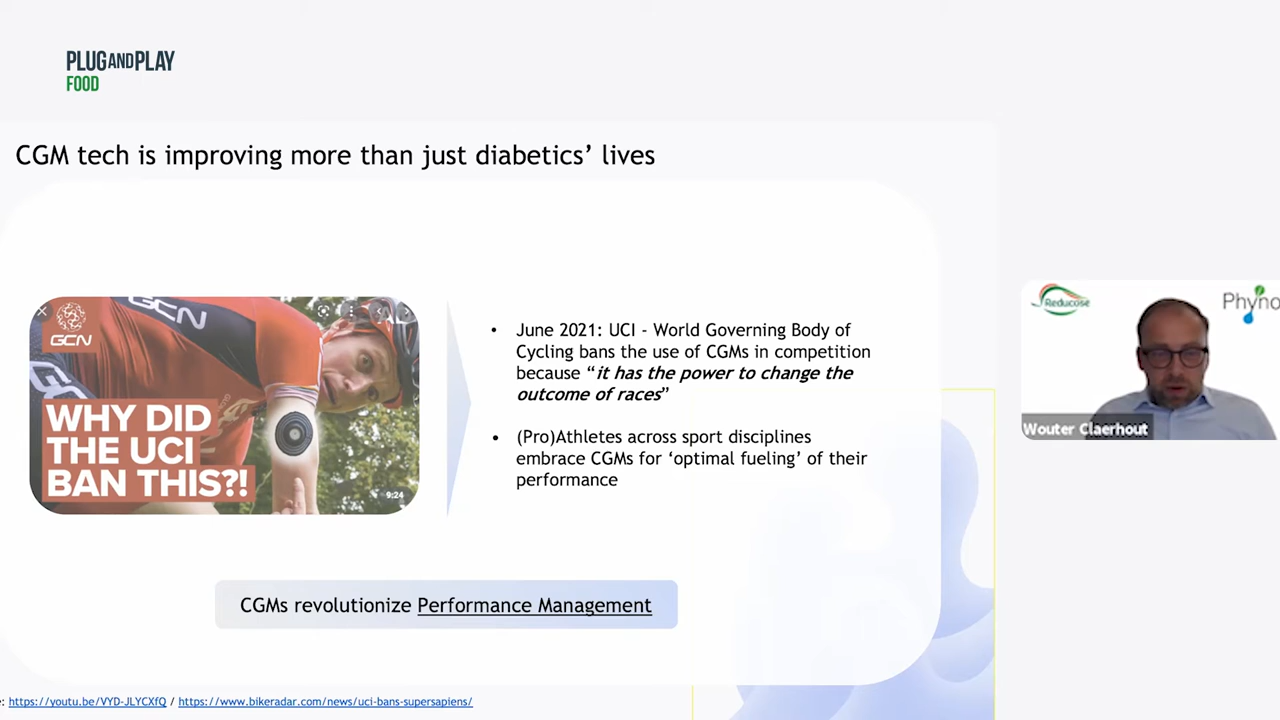 PLUGANDPLAY
FOOD
CGM tech is improving more than just diabetics’ lives
GCN
GCN
WHY DID
THE UCI
BAN THIS?!
9:24
• June 2021: UCI - World Governing Body of
Cycling bans the use of CGMs in competition
because “it has the power to change the
outcome of races”
• (Pro)Athletes across sport disciplines
embrace CGMs for ‘optimal fueling’ of their
performance
CGMs revolutionize Performance Management
e: https://youtu.be/VYD-JLYCXfQ / https://www.bikeradar.com/news/uci-bans-supersapiens/
Reducose
Phyno
Wouter Claerhout